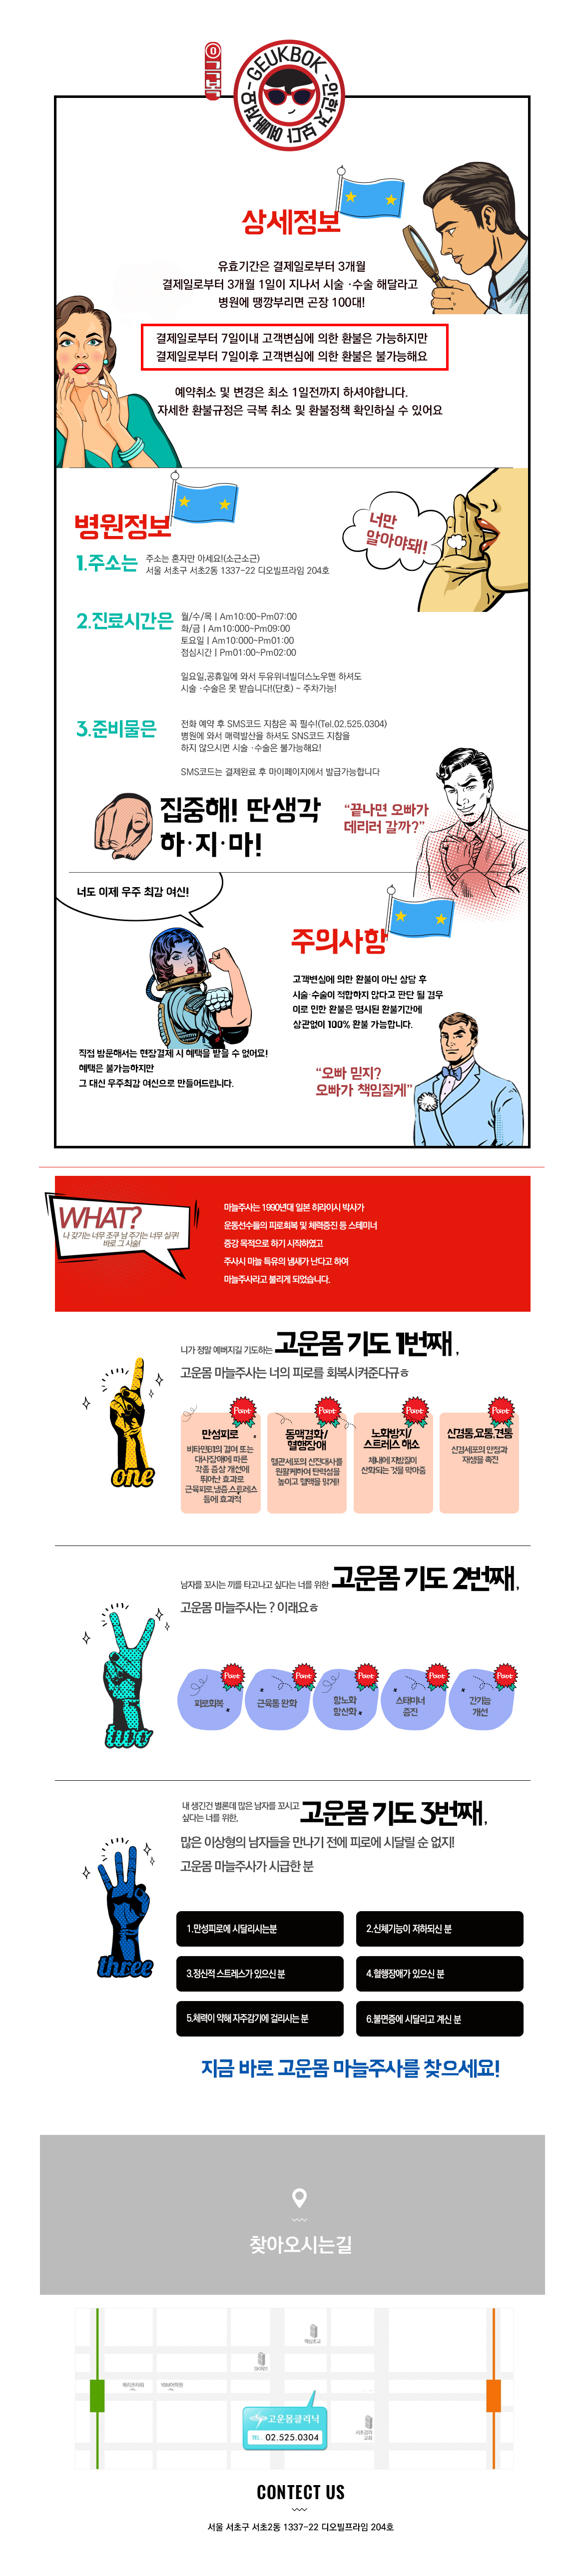 극복
GEUKBOK
안한걸 보다 예뻐져
상세정보
유효기간은 결제일로부터 3개월
결제일로부터 3개월 1일이 지나서 시술 ·수술 해달라고
병원에 땡깡부리면 곤장 100대!
결제일로부터 7일이내 고객변심에 의한 환불은 가능하지만
결제일로부터 7일이후 고객변심에 의한 환불은 불가능해요
예약취소 및 변경은 최소 1일전까지 하셔야합니다.
자세한 환불규정은 극복 취소 및 환불정책 확인하실 수 있어요
병원정보
너만
알아야돼!
1.주소는
주소는 혼자만 아세요!(소근소근)
서울 서초구 서초2동 1337-22 디오빌프라임 204호
2.진료시간은
월/수/목 | Am10:00~Pm07:00
화/금 | Am10:000~Pm09:00
토요일 | Am10:000~Pm01:00
점심시간 | Pm01:00~Pm02:00
일요일,공휴일에 와서 두유워너빌더스노우맨 하셔도
시술 ·수술은 못 받습니다!(단호) ~ 주차가능!
3.준비물은
전화 예약 후 SMS코드 지참은 꼭 필수!(Tel.02.525.0304)
병원에 와서 매력발산을 하셔도 SNS코드 지참을
하지 않으시면 시술 ·수술은 불가능해요!
SMS코드는 결제완료 후 마이페이지에서 발급가능합니다
집중해! 딴생각
하·지·마!
“끝나면 오빠가
데리러 갈까?”
너도 이제 우주 최강 여신!
주의사항
고객변심에 의한 환불이 아닌 상담 후
시술·수술이 적합하지 않다고 판단 될 경우
이로 인한 환불은 명시된 환불기간에
상관없이 100% 환불 가능합니다.
직접 방문해서는 현장결제 시 혜택을 받을 수 없어요!
혜택은 불가능하지만
그 대신 우주최강 여신으로 만들어드립니다.
“오빠 믿지?
오빠가 책임질게”
WHAT?
나 갖기는 너무 조쿠 남 주기는 너무 실쿠!
바로 그 시술!
마늘주사는 1990년대 일본 히라이시 박사가
운동선수들의 피로회복 및 체력증진 등 스테미너
증강 목적으로 하기 시작하였고
주사시 마늘 특유의 냄새가 난다고 하여
마늘주사라고 불리게 되었습니다.
니가 정말 예뻐지길 기도하는 고운몸 기도 1번째 ,
고운몸 마늘주사는 너의 피로를 회복시켜준다규ㅎ
one
Point
Point
Point
Point
만성피로
비타민B1의 결여 또는
대사장애에 따른
각종 증상 개선에
뛰어난 효과로
근육피로,냉증,스트레스
등에 효과적
동맥경화/
혈행장애
혈관세포의 신진대사를
원활케하여 탄력성을
높이고 혈액을 맑게!
노화방지/
스트레스 해소
체내에 지방질이
산화되는 것을 막아줌
신경통,요통,견통
신경세포의 안정과
재생을 촉진
남자를 꼬시는 끼를 타고나고 싶다는 너를 위한 고운몸 기도 2번째,
고운몸 마늘주사는 ? 이래요ㅎ
two
Point
Point
Point
Point
Point
피로회복
근육통 완화
항노화
항산화
스태미너
증진
간기능
개선
내 생긴건 별론데 많은 남자를 꼬시고
싶다는 너를 위한,
고운몸 기도 3번째,
많은 이상형의 남자들을 만나기 전에 피로에 시달릴 순 없지!
고운몸 마늘주사가 시급한 분
three
1.만성피로에 시달리시는분
2.신체기능이 저하되신 분
3.정신적 스트레스가 있으신 분
4.혈행장애가 있으신 분
5.체력이 약해 자주감기에 걸리시는 분
6.불면증에 시달리고 계신 분
지금 바로 고운몸 마늘주사를 찾으세요!
찾아오시는길
고운몸클리닉
TEL. 02.525.0304
CONTECT US
서울 서초구 서초2동 1337-22 디오빌프라임 204호